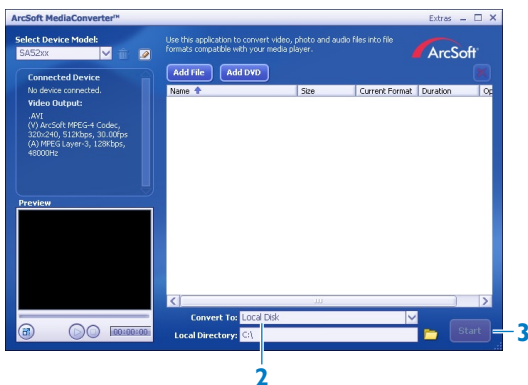 ArcSoft MediaConverter™
Extras
Select Device Model:
SA52xx
Use this application to convert video, photo and audio files into file
formats compatible with your media player.
ArcSoft®
Connected Device
No device connected.
Video Output:
.AVI
(V) ArcSoft MPEG-4 Codec,
320x240, 512Kbps, 30.00fps
(A) MPEG Layer-3, 128Kbps,
48000Hz
Add File
Add DVD
Name
Size
Current Format
Duration
Op
Preview
00:00:00
Convert To:
Local Disk
Local Directory:
C:\
Start
3
2